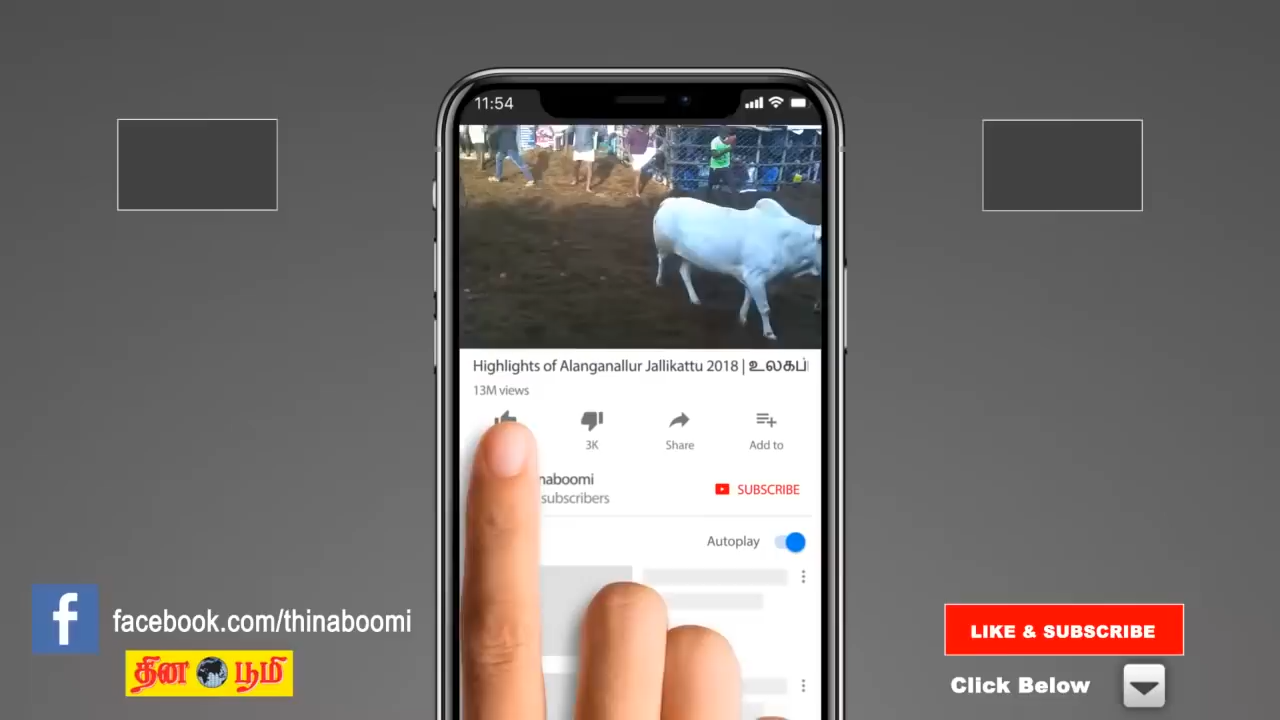 11:54
Highlights of Alanganallur Jallikattu 2018 | உலகப்
13M views
3K
Share
Add to
naboomi
subscribers
SUBSCRIBE
Autoplay
facebook.com/thinaboomi
தின பூமி
LIKE & SUBSCRIBE
Click Below